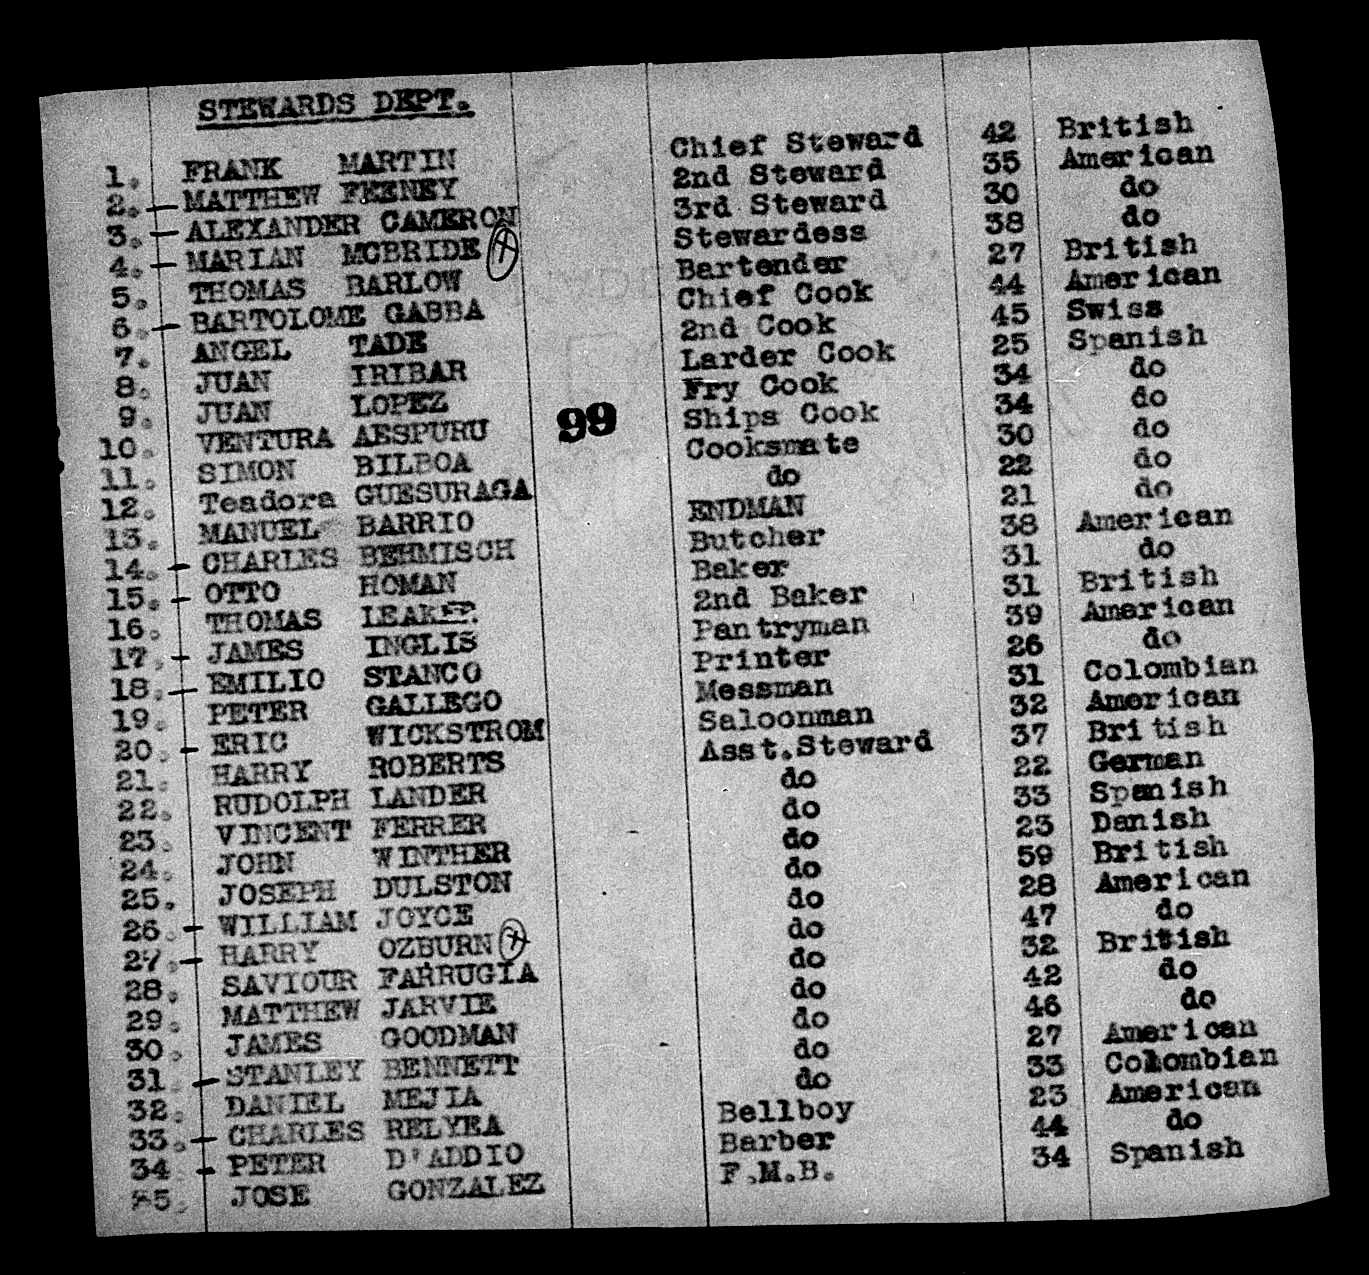 STEWARDS DEPT.
1. FRANK MARTIN Chief Steward 42 British
2. MATTHEW FEENEY 2nd Steward 35 American
3. ALEXANDER CAMERON 3rd Steward 30 do
4. MARIAN MCBRIDE Stewardess 38 do
5. THOMAS BARLOW Bartender 27 British
6. BARTOLOME GABBA Chief Cook 44 American
7. ANGEL TADE 2nd Cook 45 Swiss
8. JUAN IRIBAR Larder Cook 25 Spanish
9. JUAN LOPEZ Fry Cook 34 do
10. VENTURA AESPURU 99 Ships Cook 34 do
11. SIMON BILBOA Cooksmate 30 do
12. Teadora GUESURAGA do 22 do
13. MANUEL BARRIO ENDMAN 21 do
14. CHARLES BEHMISCH Butcher 38 American
15. OTTO HOMAN Baker 31 do
16. THOMAS 2nd Baker 31 British
17. JAMES INGLIS Pantryman 39 American
18. EMILIO STANCO Printer 26 do
19. PETER GALLEGO Messman 31 Colombian
20. ERIC WICKSTROM Saloonman 32 American
21. HARRY ROBERTS Asst.Steward 37 British
22. RUDOLPH LANDER do 22 German
23. VINCENT FERRER do 33 Spanish
24. JOHN WINTHER do 23 Danish
25. JOSEPH DULSTON do 59 British
26. WILLIAM JOYCE do 28 American
27. HARRY OZBURN do 47 do
28. SAVIOUR FARRUGIA do 32 British
29. MATTHEW JARVIE do 42 do
30. JAMES GOODMAN do 46 do
31. STANLEY BENNETT do 27 American
32. DANIEL MEJIA do 33 Colombian
33. CHARLES RELYEA Bellboy 23 American
34. PETER D'ADDIO Barber 44 do
35. JOSE GONZALEZ F.M.B. 34 Spanish